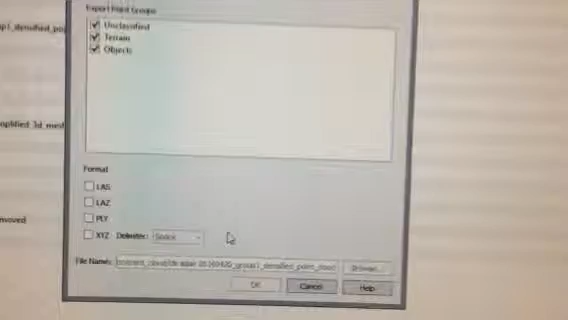 Export Point Groups
Unclassified
Terrain
Objects
Format
LAS
LAZ
PLY
XYZ Delimiter: Space
File Name: _group1_densified_point_cloud
Browse...
OK Cancel Help